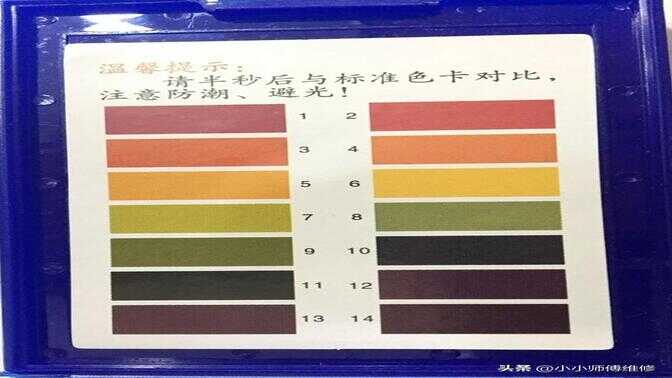 温馨提示：
请半秒后与标准色卡对比，
注意防潮、避光！
1 2
3 4
5 6
7 8
9 10
11 12
13 14
头条 @小小师傅维修